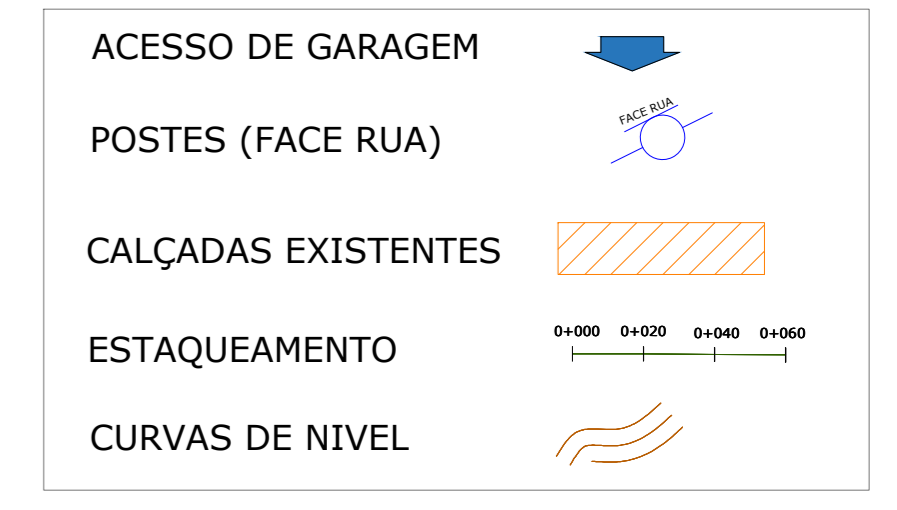 ACESSO DE GARAGEM
FACE RUA
POSTES (FACE RUA)
CALÇADAS EXISTENTES
0+000 0+020 0+040 0+060
ESTAQUEAMENTO
CURVAS DE NIVEL